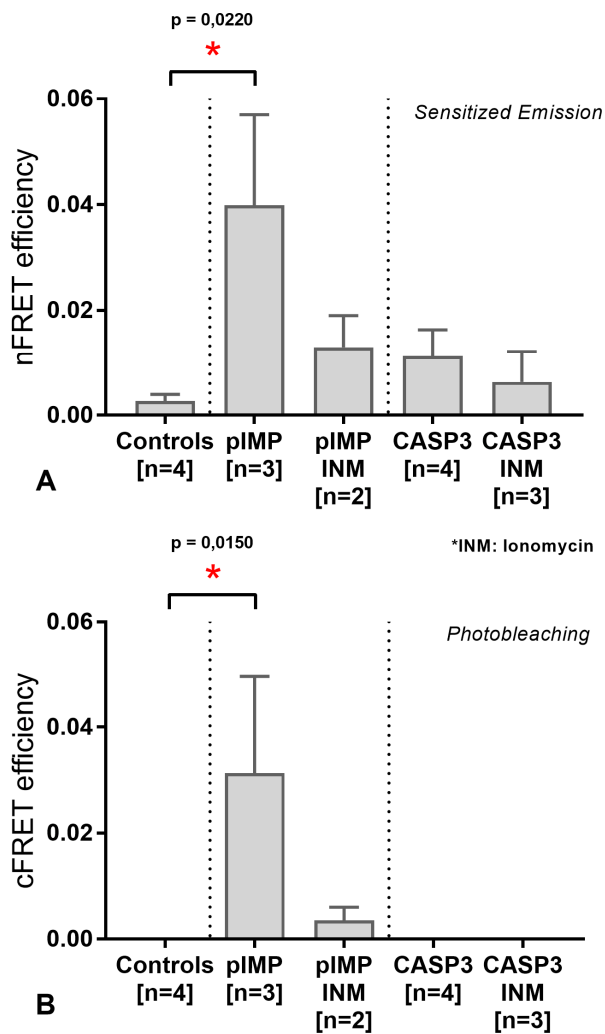 p = 0,0220
*
0.06
Sensitized Emission
0.04
0.02
0.00
nFRET efficiency
Controls pIMP pIMP CASP3 CASP3
[n=4] [n=3] INM [n=4] INM
[n=2] [n=3]
A
p = 0,0150
*INM: Ionomycin
*
0.06
Photobleaching
0.04
0.02
0.00
cFRET efficiency
Controls pIMP pIMP CASP3 CASP3
[n=4] [n=3] INM [n=4] INM
[n=2] [n=3]
B